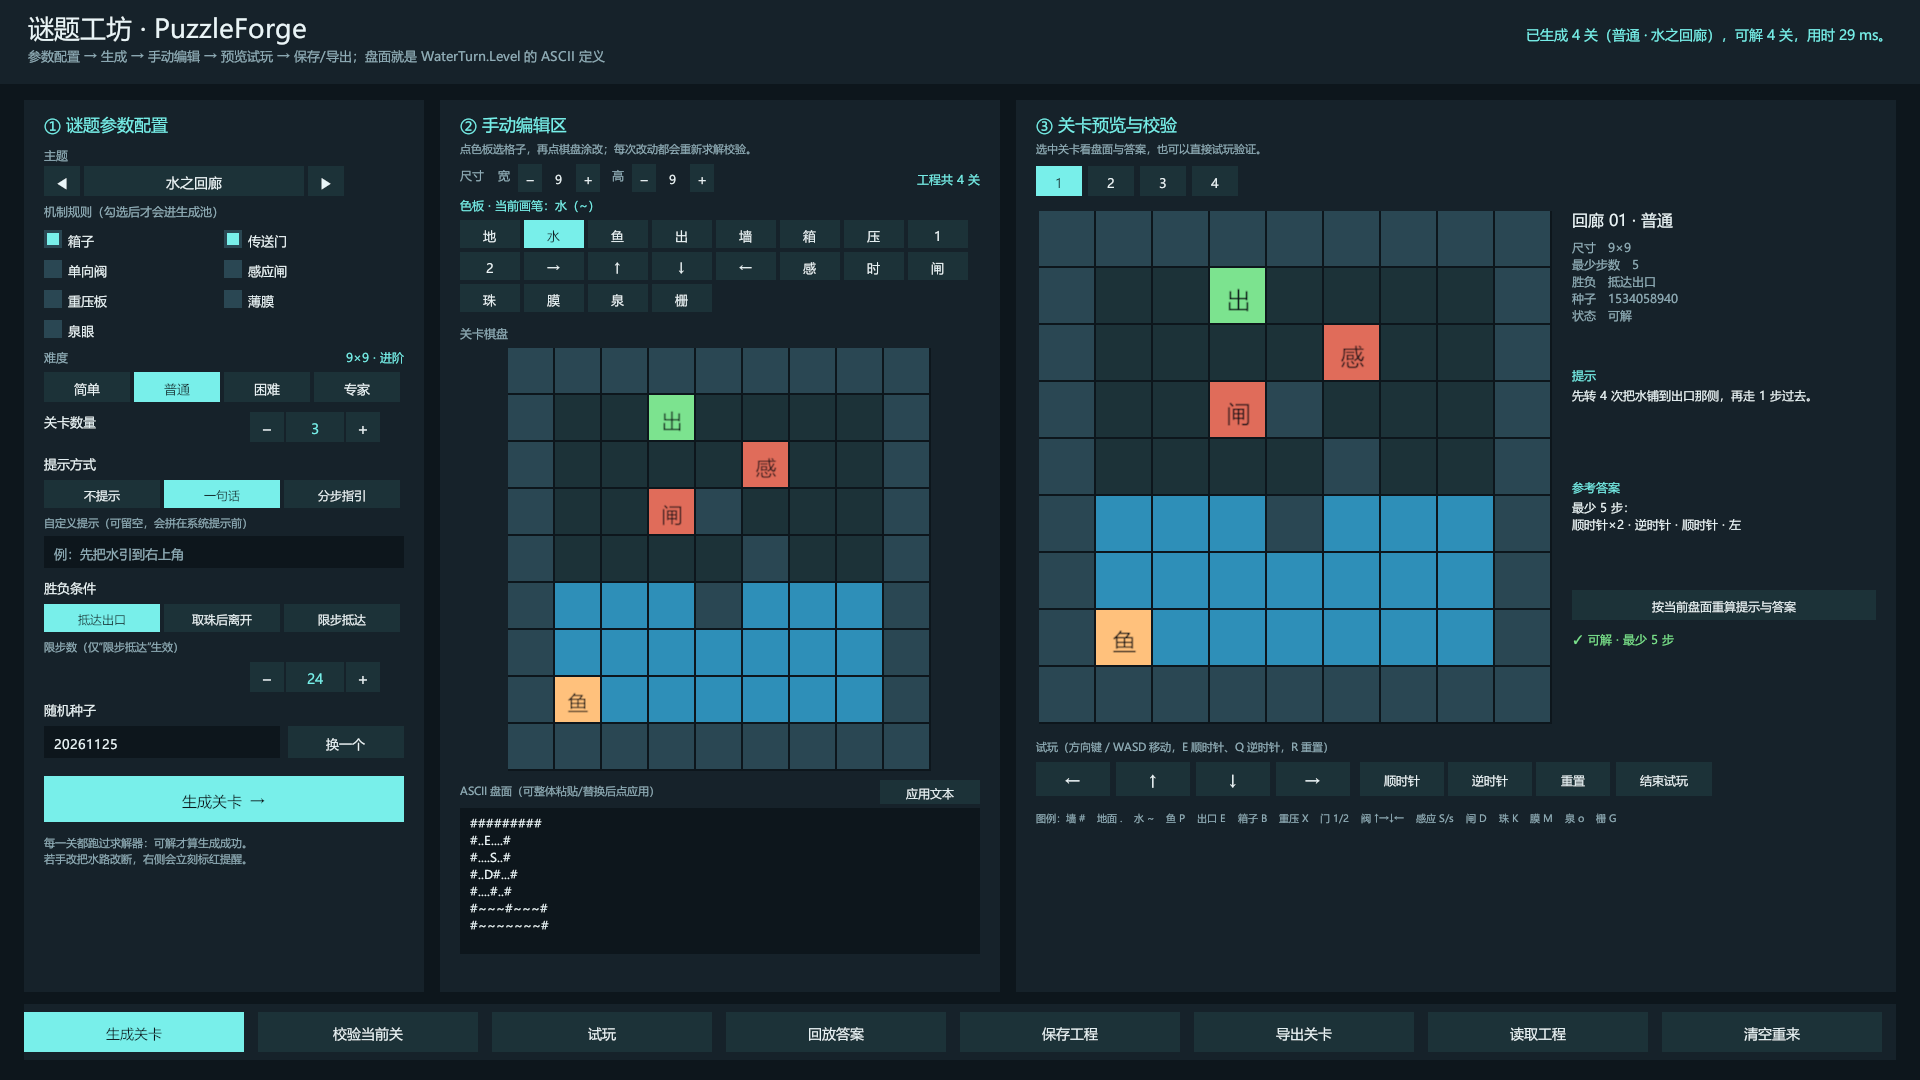 谜题工坊 · PuzzleForge
参数配置 → 生成 → 手动编辑 → 预览试玩 → 保存/导出；盘面就是 WaterTurn.Level 的 ASCII 定义
已生成 4 关（普通 · 水之回廊），可解 4 关，用时 29 ms。
① 谜题参数配置
主题
◀ 水之回廊 ▶
机制规则（勾选后才会进生成池）
箱子 传送门
单向阀 感应闸
重压板 薄膜
泉眼
难度 9×9 · 进阶
简单 普通 困难 专家
关卡数量 – 3 +
提示方式
不提示 一句话 分步指引
自定义提示（可留空，会拼在系统提示前）
例：先把水引到右上角
胜负条件
抵达出口 取珠后离开 限步抵达
限步数（仅“限步抵达”生效）
– 24 +
随机种子
20261125 换一个
生成关卡 →
每一关都跑过求解器：可解才算生成成功。
若手改把水路改断，右侧会立刻标红提醒。
② 手动编辑区
点色板选格子，再点棋盘涂改；每次改动都会重新求解校验。
尺寸 宽 – 9 + 高 – 9 + 工程共 4 关
色板 · 当前画笔：水（~）
地 水 鱼 出 墙 箱 压 1
2 → ↑ ↓ ← 感 时 闸
珠 膜 泉 栅
关卡棋盘
出
感
闸
鱼
ASCII 盘面（可整体粘贴/替换后点应用） 应用文本
#########
#..E....#
#....S..#
#..D#...#
#....#..#
#~~~#~~~#
#~~~~~~~#
③ 关卡预览与校验
选中关卡看盘面与答案，也可以直接试玩验证。
1 2 3 4
出
感
闸
鱼
回廊 01 · 普通
尺寸 9×9
最少步数 5
胜负 抵达出口
种子 1534058940
状态 可解
提示
先转 4 次把水铺到出口那侧，再走 1 步过去。
参考答案
最少 5 步：
顺时针×2 · 逆时针 · 顺时针 · 左
按当前盘面重算提示与答案
✓ 可解 · 最少 5 步
试玩（方向键 / WASD 移动，E 顺时针、Q 逆时针，R 重置）
← ↑ ↓ → 顺时针 逆时针 重置 结束试玩
图例：墙 # 地面 . 水 ~ 鱼 P 出口 E 箱子 B 重压 X 门 1/2 阀 ↑→↓← 感应 S/s 闸 D 珠 K 膜 M 泉 o 栅 G
生成关卡 校验当前关 试玩 回放答案 保存工程 导出关卡 读取工程 清空重来